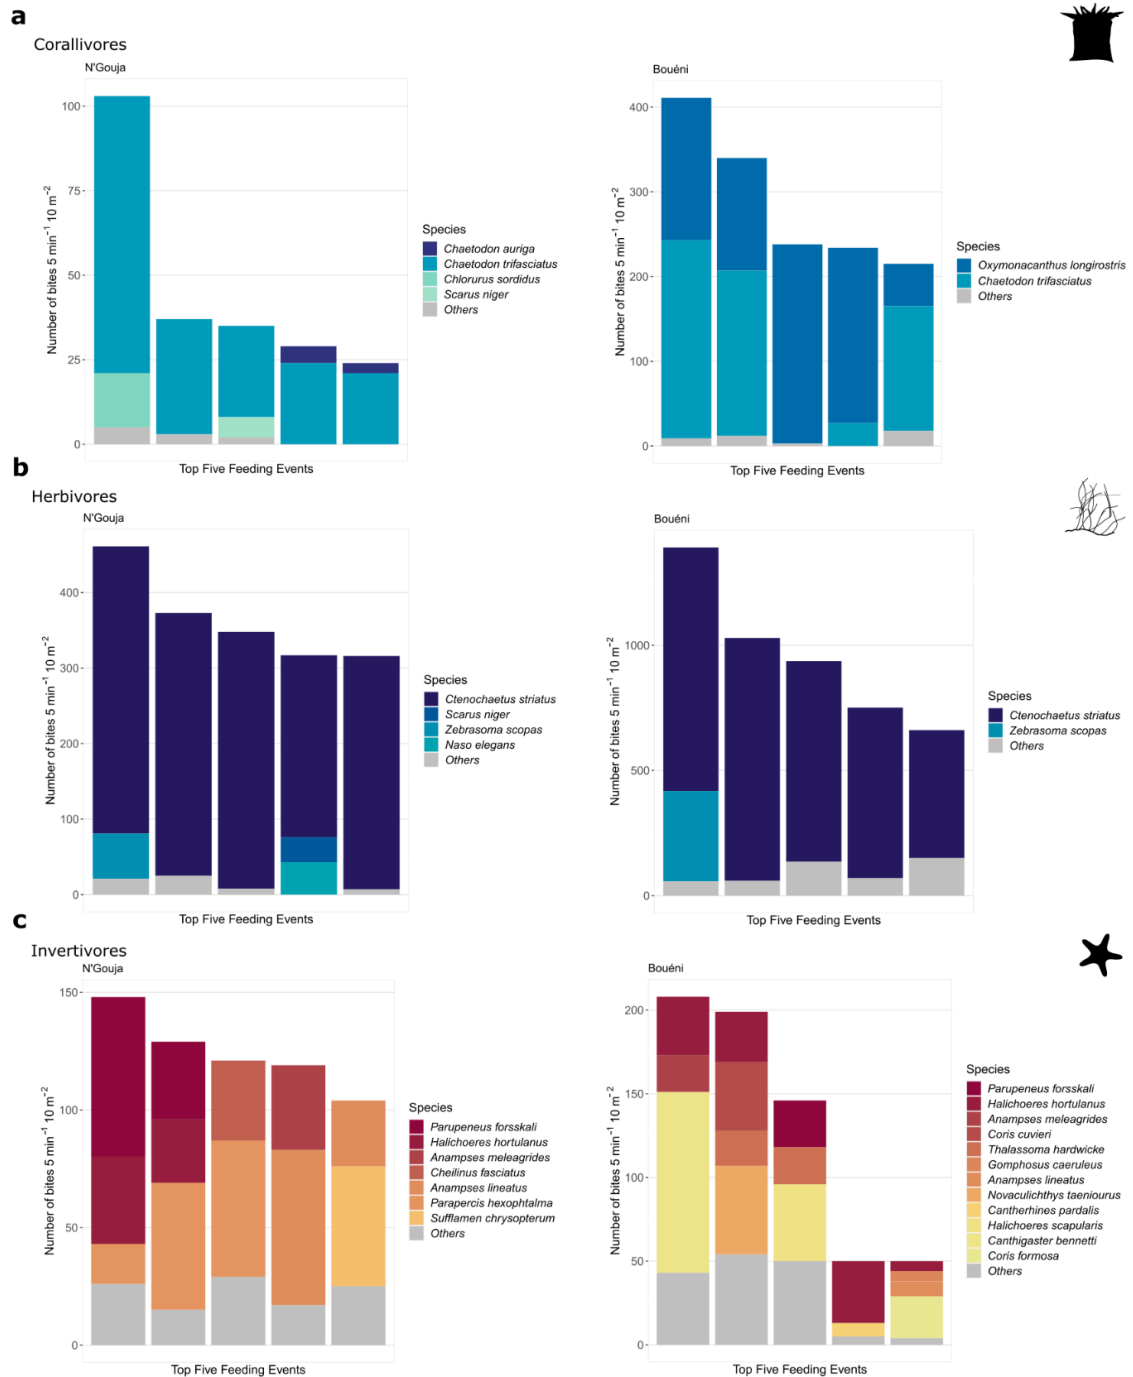 a
Corallivores
N'Gouja
Number of bites 5 min⁻¹ 10 m⁻²
100
75
50
25
0
Top Five Feeding Events
Species
Chaetodon auriga
Chaetodon trifasciatus
Chlorurus sordidus
Scarus niger
Others
Bouéni
Number of bites 5 min⁻¹ 10 m⁻²
400
300
200
100
0
Top Five Feeding Events
Species
Oxymonacanthus longirostris
Chaetodon trifasciatus
Others
b
Herbivores
N'Gouja
Number of bites 5 min⁻¹ 10 m⁻²
400
300
200
100
0
Top Five Feeding Events
Species
Ctenochaetus striatus
Scarus niger
Zebrasoma scopas
Naso elegans
Others
Bouéni
Number of bites 5 min⁻¹ 10 m⁻²
1000
500
0
Top Five Feeding Events
Species
Ctenochaetus striatus
Zebrasoma scopas
Others
c
Invertivores
N'Gouja
Number of bites 5 min⁻¹ 10 m⁻²
150
100
50
0
Top Five Feeding Events
Species
Parupeneus forsskali
Halichoeres hortulanus
Anampses meleagrides
Cheilinus fasciatus
Anampses lineatus
Parapercis hexophtalma
Sufflamen chrysopterum
Others
Bouéni
Number of bites 5 min⁻¹ 10 m⁻²
200
150
100
50
0
Top Five Feeding Events
Species
Parupeneus forsskali
Halichoeres hortulanus
Anampses meleagrides
Coris cuvieri
Thalassoma hardwicke
Gomphosus caeruleus
Anampses lineatus
Novaculichthys taeniourus
Cantherhines pardalis
Halichoeres scapularis
Canthigaster bennetti
Coris formosa
Others